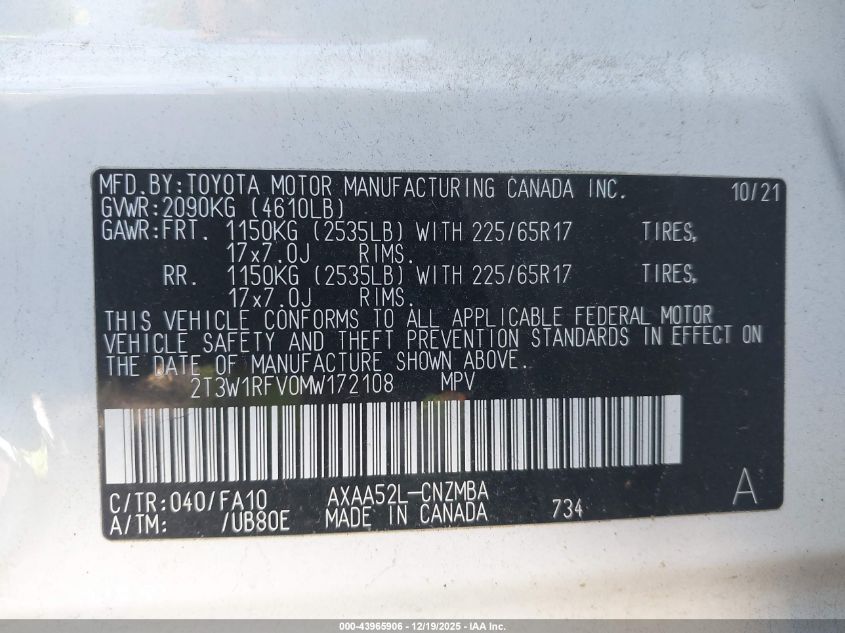 MFD.BY:TOYOTA MOTOR MANUFACTURING CANADA INC. 10/21
GVWR:2090KG (4610LB)
GAWR:FRT. 1150KG (2535LB) WITH 225/65R17 TIRES,
17x7.0J RIMS.
RR. 1150KG (2535LB) WITH 225/65R17 TIRES,
17x7.0J RIMS.
THIS VEHICLE CONFORMS TO ALL APPLICABLE FEDERAL MOTOR
VEHICLE SAFETY AND THEFT PREVENTION STANDARDS IN EFFECT ON
THE DATE OF MANUFACTURE SHOWN ABOVE.
2T3W1RFV0MW172108 MPV
C/TR:040/FA10 AXAA52L-CNZMBA A
A/TM: /UB80E MADE IN CANADA 734
000-43965906 - 12/19/2025 - IAA Inc.